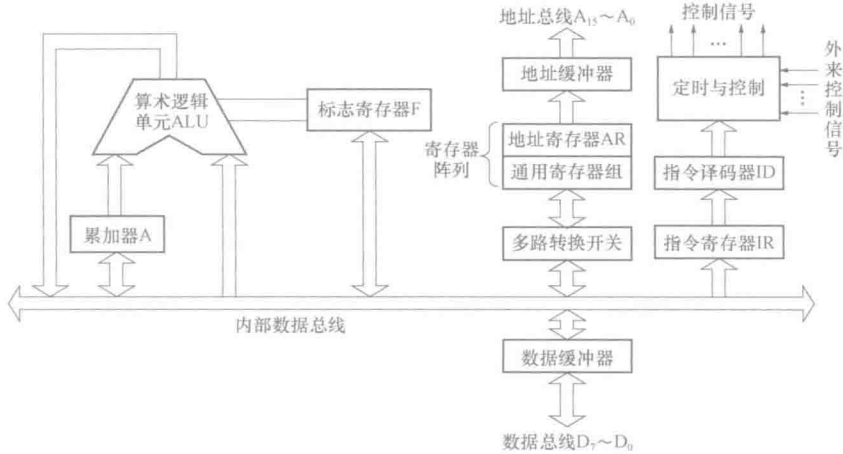 地址总线A₁₅～A₀
控制信号
…
地址缓冲器
定时与控制
外来控制信号
⋮
算术逻辑
单元ALU
标志寄存器F
寄存器
阵列
地址寄存器AR
通用寄存器组
指令译码器ID
累加器A
多路转换开关
指令寄存器IR
内部数据总线
数据缓冲器
数据总线D₇～D₀